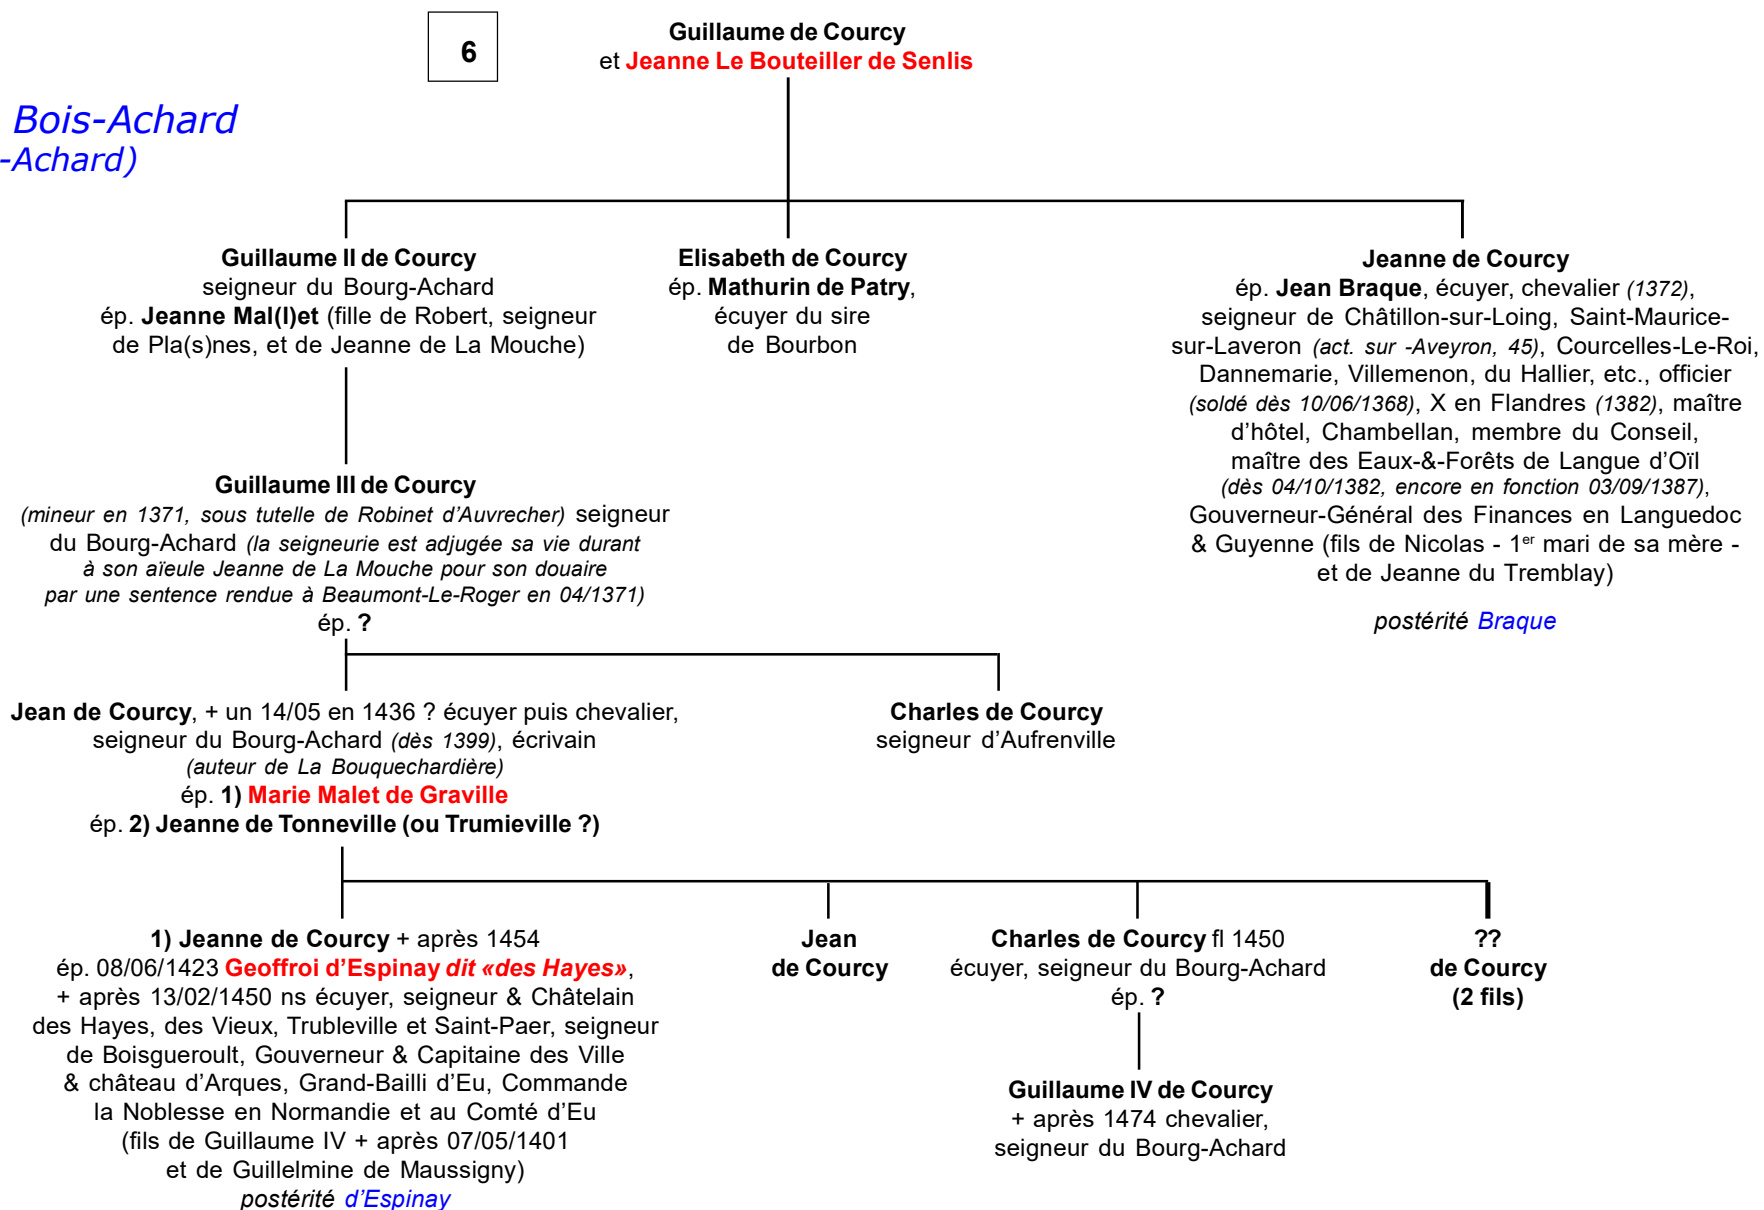 6
Guillaume de Courcy
et Jeanne Le Bouteiller de Senlis
Bois-Achard
-Achard)
Guillaume II de Courcy
seigneur du Bourg-Achard
ép. Jeanne Mal(l)et (fille de Robert, seigneur
de Pla(s)nes, et de Jeanne de La Mouche)
Elisabeth de Courcy
ép. Mathurin de Patry,
écuyer du sire
de Bourbon
Jeanne de Courcy
ép. Jean Braque, écuyer, chevalier (1372),
seigneur de Châtillon-sur-Loing, Saint-Maurice-
sur-Laveron (act. sur -Aveyron, 45), Courcelles-Le-Roi,
Dannemarie, Villemenon, du Hallier, etc., officier
(soldé dès 10/06/1368), X en Flandres (1382), maître
d'hôtel, Chambellan, membre du Conseil,
maître des Eaux-&-Forêts de Langue d'Oïl
(dès 04/10/1382, encore en fonction 03/09/1387),
Gouverneur-Général des Finances en Languedoc
& Guyenne (fils de Nicolas - 1er mari de sa mère -
et de Jeanne du Tremblay)
postérité Braque
Guillaume III de Courcy
(mineur en 1371, sous tutelle de Robinet d'Auvrecher) seigneur
du Bourg-Achard (la seigneurie est adjugée sa vie durant
à son aïeule Jeanne de La Mouche pour son douaire
par une sentence rendue à Beaumont-Le-Roger en 04/1371)
ép. ?
Jean de Courcy, + un 14/05 en 1436 ? écuyer puis chevalier,
seigneur du Bourg-Achard (dès 1399), écrivain
(auteur de La Bouquechardière)
ép. 1) Marie Malet de Graville
ép. 2) Jeanne de Tonneville (ou Trumieville ?)
Charles de Courcy
seigneur d'Aufrenville
1) Jeanne de Courcy + après 1454
ép. 08/06/1423 Geoffroi d'Espinay dit «des Hayes»,
+ après 13/02/1450 ns écuyer, seigneur & Châtelain
des Hayes, des Vieux, Trubleville et Saint-Paer, seigneur
de Boisgueroult, Gouverneur & Capitaine des Ville
& château d'Arques, Grand-Bailli d'Eu, Commande
la Noblesse en Normandie et au Comté d'Eu
(fils de Guillaume IV + après 07/05/1401
et de Guillelmine de Maussigny)
postérité d'Espinay
Jean
de Courcy
Charles de Courcy fl 1450
écuyer, seigneur du Bourg-Achard
ép. ?
Guillaume IV de Courcy
+ après 1474 chevalier,
seigneur du Bourg-Achard
??
de Courcy
(2 fils)